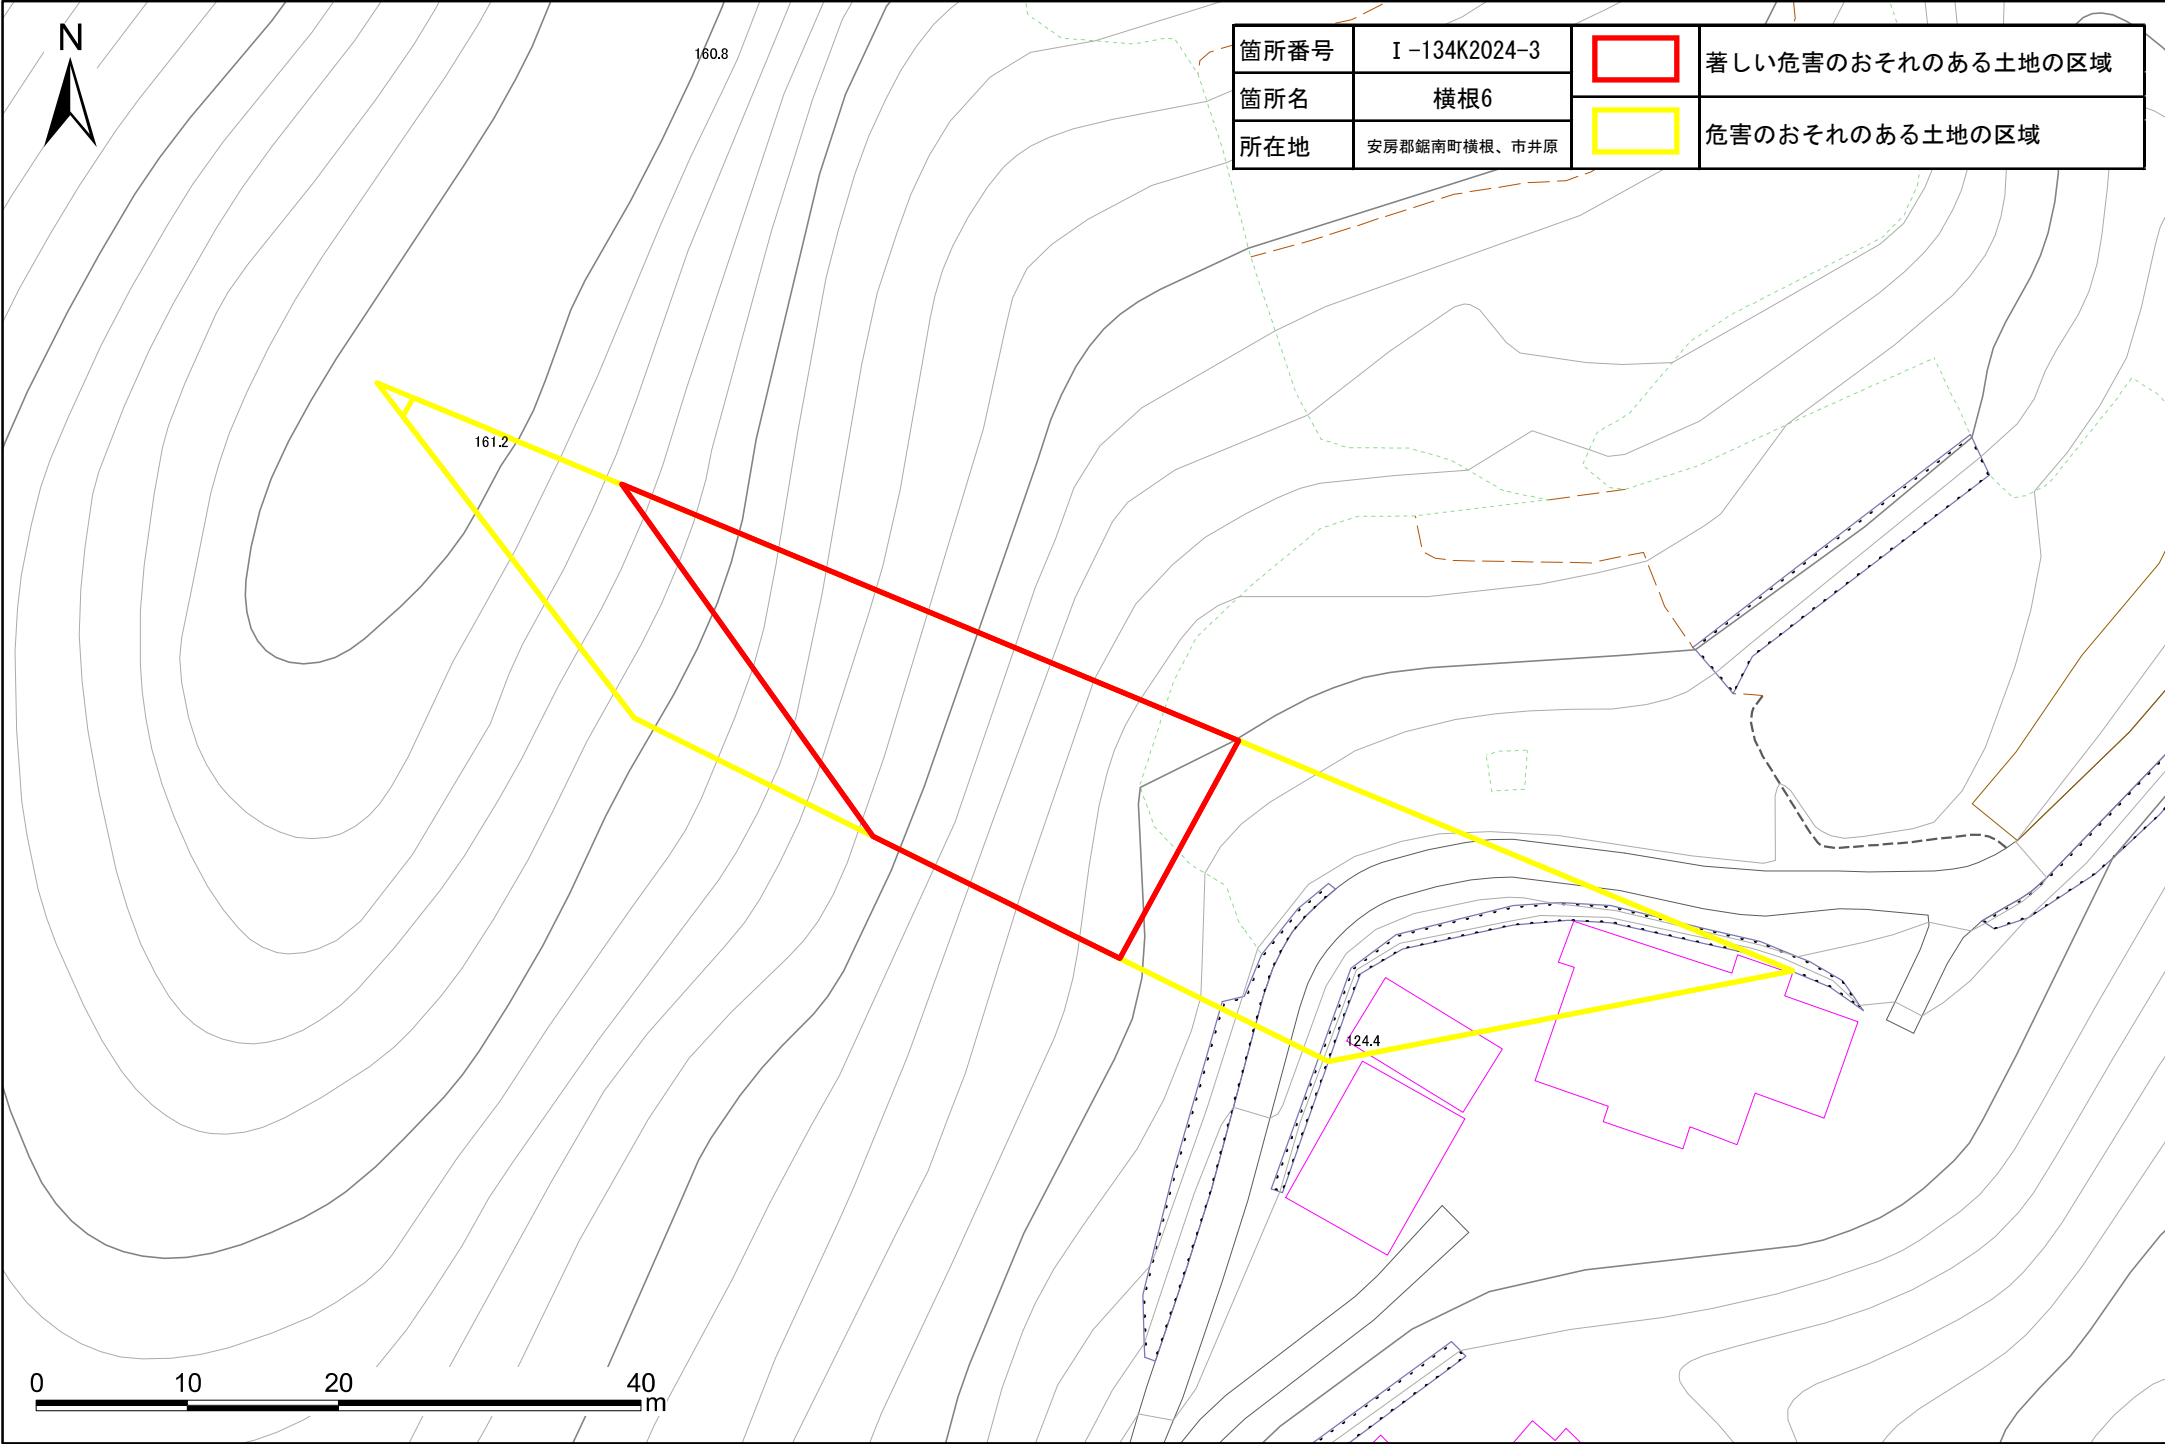 N
160.8
箇所番号 Ⅰ-134K2024-3
著しい危害のおそれのある土地の区域
箇所名 横根6
危害のおそれのある土地の区域
所在地 安房郡鋸南町横根、市井原
161.2
124.4
0 10 20 40
m